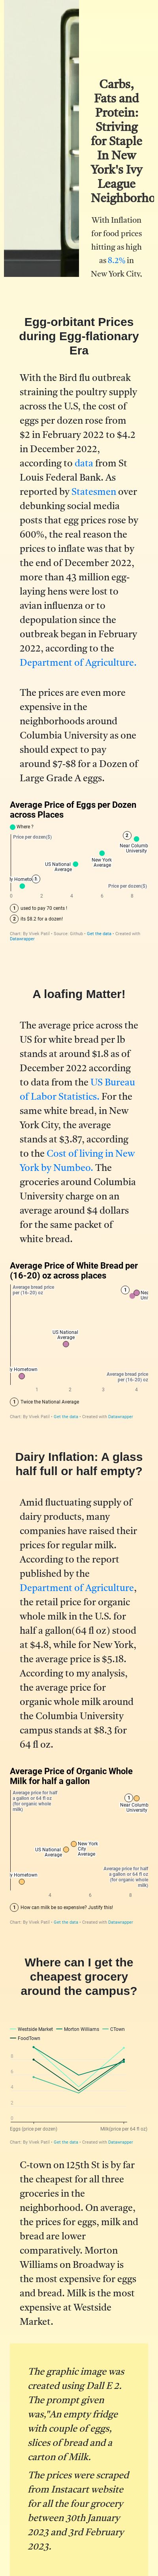 Carbs,
Fats and
Protein:
Striving
for Staple
In New
York's Ivy
League
Neighborho
With Inflation
for food prices
hitting as high
as 8.2% in
New York City,
Egg-orbitant Prices
during Egg-flationary
Era
With the Bird flu outbreak
straining the poultry supply
across the U.S, the cost of
eggs per dozen rose from
$2 in February 2022 to $4.2
in December 2022,
according to data from St
Louis Federal Bank. As
reported by Statesmen over
debunking social media
posts that egg prices rose by
600%, the real reason the
prices to inflate was that by
the end of December 2022,
more than 43 million egg-
laying hens were lost to
avian influenza or to
depopulation since the
outbreak began in February
2022, according to the
Department of Agriculture.
The prices are even more
expensive in the
neighborhoods around
Columbia University as one
should expect to pay
around $7-$8 for a Dozen of
Large Grade A eggs.
Average Price of Eggs per Dozen
across Places
Where ?
Price per dozen($)
2
Near Columb
University
New York
Average
US National
Average
y Hometo 1
Price per dozen($)
0 2 4 6 8
1 used to pay 70 cents !
2 its $8.2 for a dozen!
Chart: By Vivek Patil • Source: Github • Get the data • Created with
Datawrapper
A loafing Matter!
The average price across the
US for white bread per lb
stands at around $1.8 as of
December 2022 according
to data from the US Bureau
of Labor Statistics. For the
same white bread, in New
York City, the average
stands at $3.87, according
to the Cost of living in New
York by Numbeo. The
groceries around Columbia
University charge on an
average around $4 dollars
for the same packet of
white bread.
Average Price of White Bread per
(16-20) oz across places
Average bread price
per (16-20) oz
1
Nea
Uni
US National
Average
y Hometown
Average bread price
per (16-20) oz
1 2 3 4
1 Twice the National Average
Chart: By Vivek Patil • Get the data • Created with Datawrapper
Dairy Inflation: A glass
half full or half empty?
Amid fluctuating supply of
dairy products, many
companies have raised their
prices for normal milk.
According to the report
published by the
Department of Agriculture,
the retail price for organic
whole milk in the U.S. for
half a gallon(64 fl oz) stood
at $4.8, while for New York,
the average price is $5.18.
According to my analysis,
the average price for
organic whole milk around
the Columbia University
campus stands at $8.3 for
64 fl oz.
Average Price of Organic Whole
Milk for half a gallon
Average price for half
a gallon or 64 fl oz
(for organic whole
milk)
1
Near Columb
University
New York
City
Average
US National
Average
y Hometown
Average price for half
a gallon or 64 fl oz
(for organic whole
milk)
4 6 8
1 How can milk be so expensive? Justify this!
Chart: By Vivek Patil • Get the data • Created with Datawrapper
Where can I get the
cheapest grocery
around the campus?
Westside Market Morton Williams CTown
FoodTown
8
6
4
2
0
Eggs (price per dozen) Milk(price per 64 fl oz)
Chart: By Vivek Patil • Get the data • Created with Datawrapper
C-town on 125th St is by far
the cheapest for all three
groceries in the
neighborhood. On average,
the prices for eggs, milk and
bread are lower
comparatively. Morton
Williams on Broadway is
the most expensive for eggs
and bread. Milk is the most
expensive at Westside
Market.
The graphic image was
created using Dall E 2.
The prompt given
was,"An empty fridge
with couple of eggs,
slices of bread and a
carton of Milk.
The prices were scraped
from Instacart website
for all the four grocery
between 30th January
2023 and 3rd February
2023.